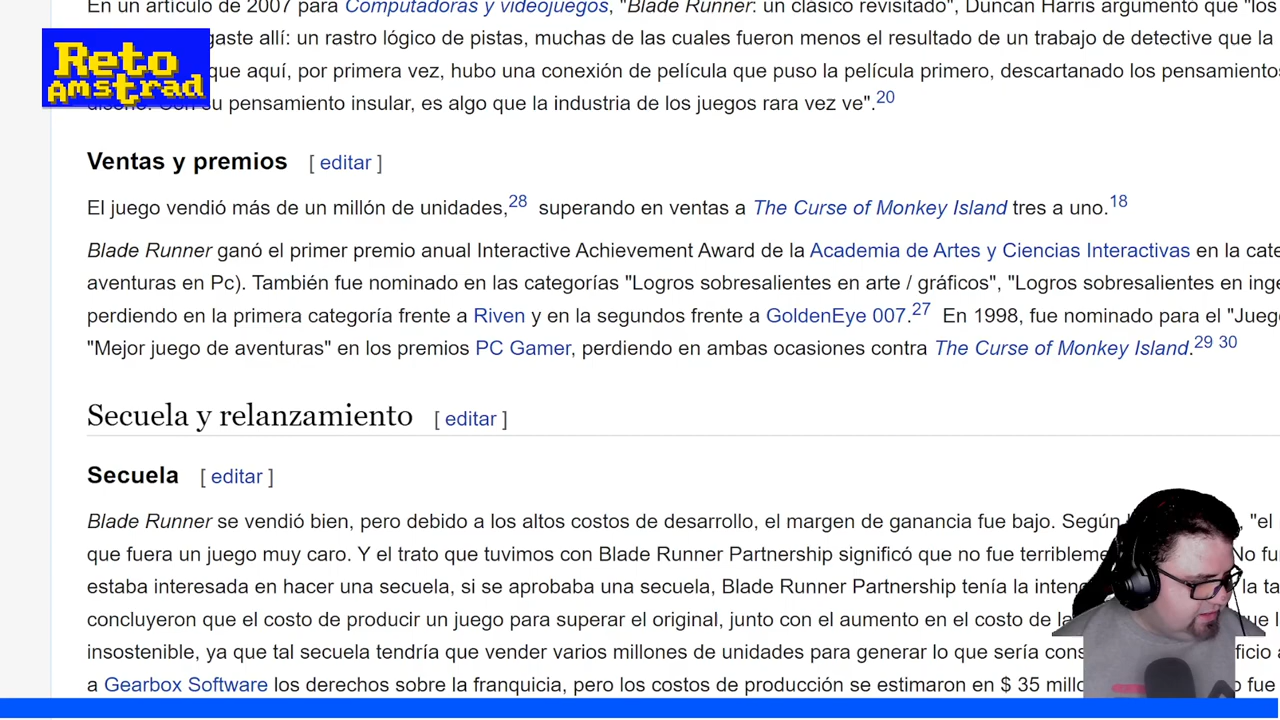 En un artículo de 2007 para Computadoras y videojuegos, "Blade Runner: un clásico revisitado", Duncan Harris argumentó que "los
Reto
Amstrad
gaste allí: un rastro lógico de pistas, muchas de las cuales fueron menos el resultado de un trabajo de detective que la
que aquí, por primera vez, hubo una conexión de película que puso la película primero, descartanado los pensamientos
diseño. Con su pensamiento insular, es algo que la industria de los juegos rara vez ve".20
Ventas y premios [ editar ]
El juego vendió más de un millón de unidades,28 superando en ventas a The Curse of Monkey Island tres a uno.18
Blade Runner ganó el primer premio anual Interactive Achievement Award de la Academia de Artes y Ciencias Interactivas en la cate
aventuras en Pc). También fue nominado en las categorías "Logros sobresalientes en arte / gráficos", "Logros sobresalientes en inge
perdiendo en la primera categoría frente a Riven y en la segundos frente a GoldenEye 007.27 En 1998, fue nominado para el "Jueg
"Mejor juego de aventuras" en los premios PC Gamer, perdiendo en ambas ocasiones contra The Curse of Monkey Island.29 30
Secuela y relanzamiento [ editar ]
Secuela [ editar ]
Blade Runner se vendió bien, pero debido a los altos costos de desarrollo, el margen de ganancia fue bajo. Según "el
que fuera un juego muy caro. Y el trato que tuvimos con Blade Runner Partnership significó que no fue terribleme No fu
estaba interesada en hacer una secuela, si se aprobaba una secuela, Blade Runner Partnership tenía la intenc la ta
concluyeron que el costo de producir un juego para superar el original, junto con el aumento en el costo de la que l
insostenible, ya que tal secuela tendría que vender varios millones de unidades para generar lo que sería cons ficio a
a Gearbox Software los derechos sobre la franquicia, pero los costos de producción se estimaron en $ 35 millo fue